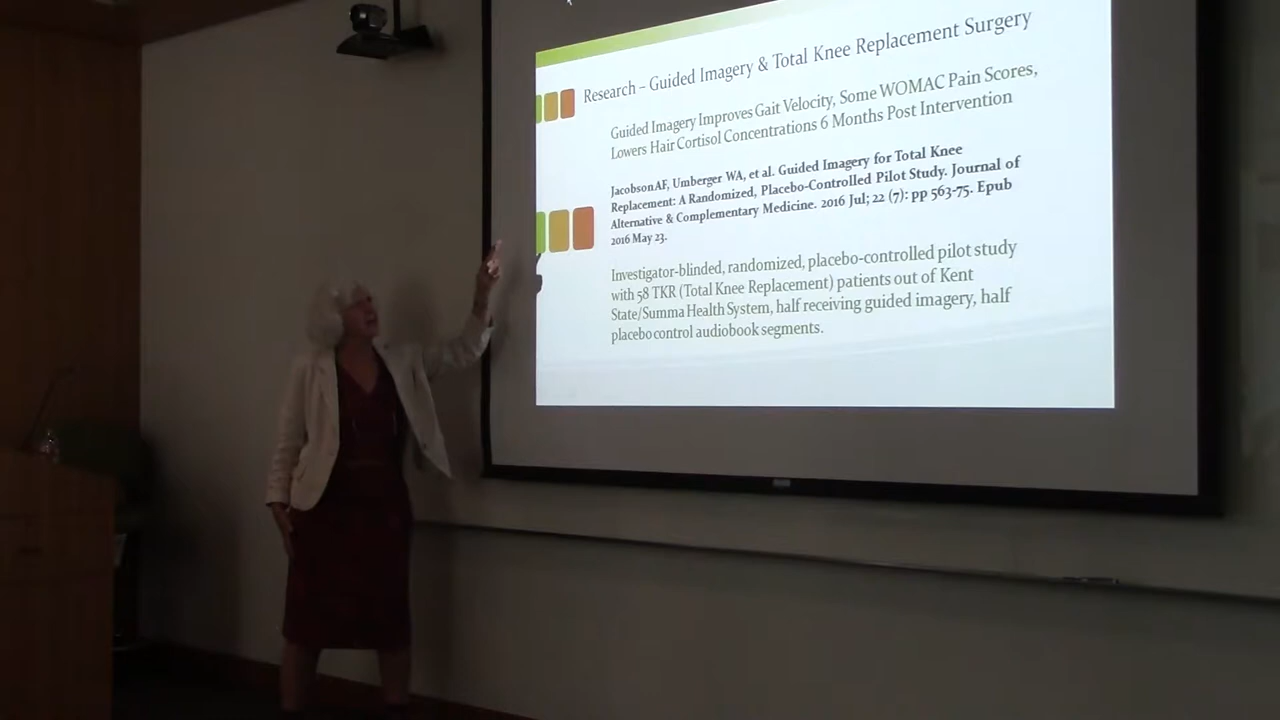 Research – Guided Imagery & Total Knee Replacement Surgery
Guided Imagery Improves Gait Velocity, Some WOMAC Pain Scores,
Lowers Hair Cortisol Concentrations 6 Months Post Intervention
Jacobson AF, Umberger WA, et al. Guided Imagery for Total Knee
Replacement: A Randomized, Placebo-Controlled Pilot Study. Journal of
Alternative & Complementary Medicine. 2016 Jul; 22 (7): pp 563-75. Epub
2016 May 23.
Investigator-blinded, randomized, placebo-controlled pilot study
with 58 TKR (Total Knee Replacement) patients out of Kent
State/Summa Health System, half receiving guided imagery, half
placebo control audiobook segments.